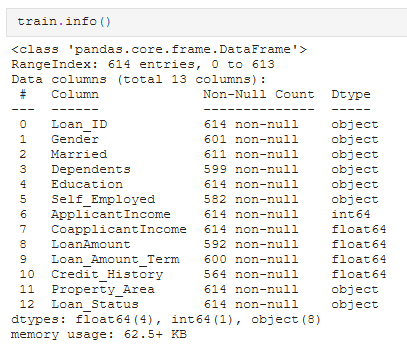 train.info()
<class 'pandas.core.frame.DataFrame'>
RangeIndex: 614 entries, 0 to 613
Data columns (total 13 columns):
 #   Column             Non-Null Count  Dtype
---  ------             --------------  -----
 0   Loan_ID            614 non-null    object
 1   Gender             601 non-null    object
 2   Married            611 non-null    object
 3   Dependents         599 non-null    object
 4   Education          614 non-null    object
 5   Self_Employed      582 non-null    object
 6   ApplicantIncome    614 non-null    int64
 7   CoapplicantIncome  614 non-null    float64
 8   LoanAmount         592 non-null    float64
 9   Loan_Amount_Term   600 non-null    float64
 10  Credit_History     564 non-null    float64
 11  Property_Area      614 non-null    object
 12  Loan_Status        614 non-null    object
dtypes: float64(4), int64(1), object(8)
memory usage: 62.5+ KB